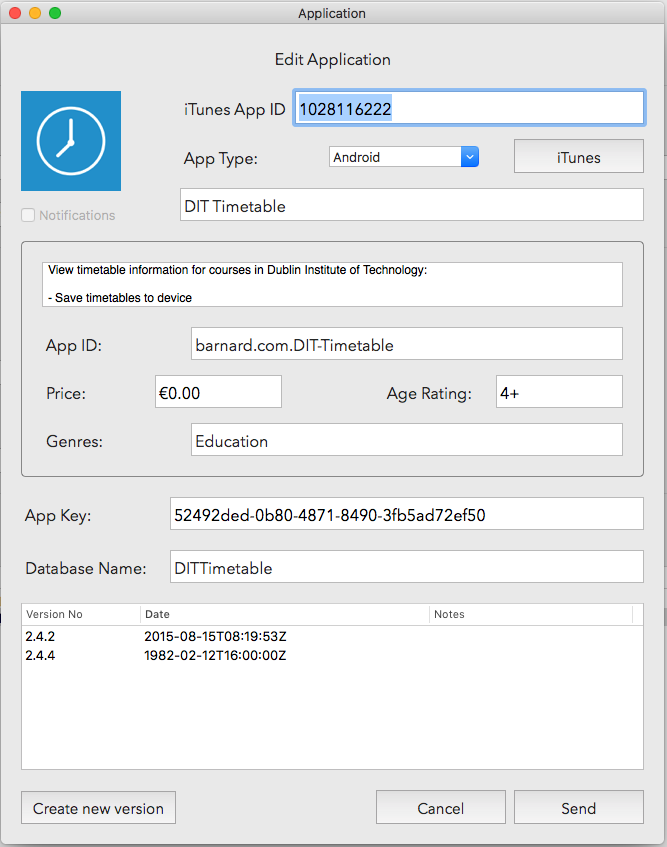 Application
Edit Application
iTunes App ID 1028116222
App Type: Android iTunes
DIT Timetable
Notifications
View timetable information for courses in Dublin Institute of Technology:
- Save timetables to device
App ID: barnard.com.DIT-Timetable
Price: €0.00 Age Rating: 4+
Genres: Education
App Key: 52492ded-0b80-4871-8490-3fb5ad72ef50
Database Name: DITTimetable
Version No Date Notes
2.4.2 2015-08-15T08:19:53Z
2.4.4 1982-02-12T16:00:00Z
Create new version Cancel Send